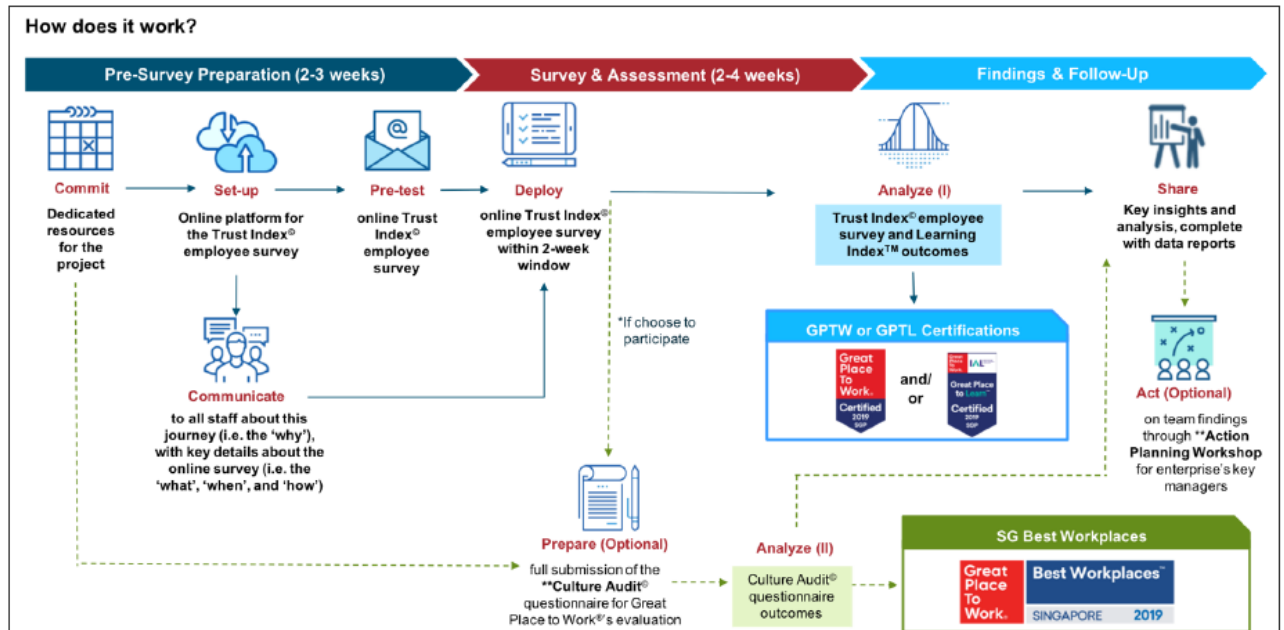 How does it work?
Pre-Survey Preparation (2-3 weeks)
Survey & Assessment (2-4 weeks)
Findings & Follow-Up
@
Commit
Dedicated
resources
for the
project
Set-up
Online platform for
the Trust Index©
employee survey
Pre-test
online Trust
Index©
employee
survey
Deploy
online Trust Index©
employee survey
within 2-week
window
Analyze (I)
Trust Index© employee
survey and Learning
Index™ outcomes
Share
Key insights and
analysis, complete
with data reports
*If choose to
participate
Communicate
to all staff about this
journey (i.e. the ‘why’),
with key details about the
online survey (i.e. the
‘what’, ‘when’, and ‘how’)
GPTW or GPTL Certifications
Great
Place
To
Work.
Certified
2019
SGP
and/
or
Great
Place
To
Work.
IAL
Great Place
to Learn™
Certified
2019
SGP
Act (Optional)
on team findings
through **Action
Planning Workshop
for enterprise's key
managers
Prepare (Optional)
full submission of the
**Culture Audit©
questionnaire for Great
Place to Work®'s evaluation
Analyze (II)
Culture Audit©
questionnaire
outcomes
SG Best Workplaces
Great
Place
To
Work.
Best Workplaces™
SINGAPORE 2019